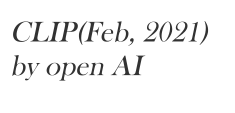 CLIP(Feb, 2021)
by open AI